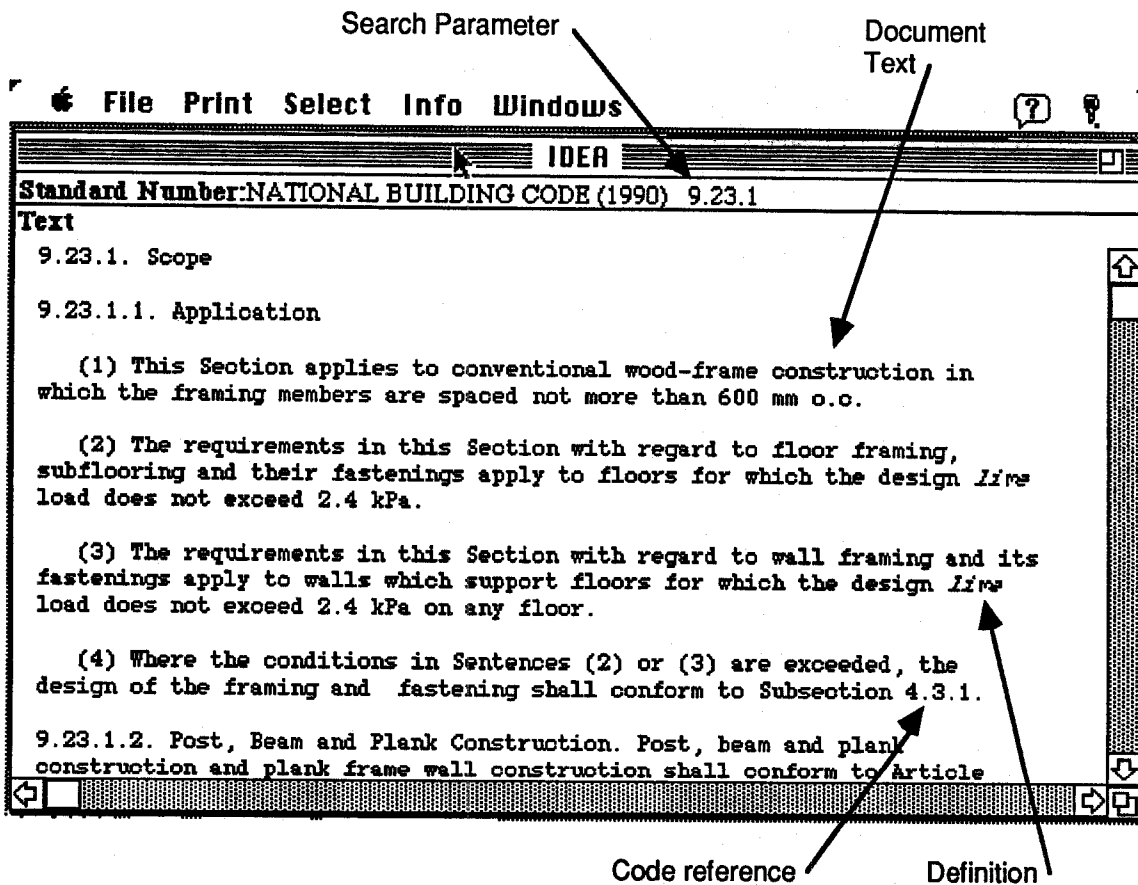 Search Parameter
Document
Text
File Print Select Info Windows
?
IDEA
Standard Number:NATIONAL BUILDING CODE (1990) 9.23.1
Text
9.23.1. Scope
9.23.1.1. Application
(1) This Section applies to conventional wood-frame construction in
which the framing members are spaced not more than 600 mm o.c.
(2) The requirements in this Section with regard to floor framing,
subflooring and their fastenings apply to floors for which the design live
load does not exceed 2.4 kPa.
(3) The requirements in this Section with regard to wall framing and its
fastenings apply to walls which support floors for which the design live
load does not exceed 2.4 kPa on any floor.
(4) Where the conditions in Sentences (2) or (3) are exceeded, the
design of the framing and fastening shall conform to Subsection 4.3.1.
9.23.1.2. Post, Beam and Plank Construction. Post, beam and plank
construction and plank frame wall construction shall conform to Article
Code reference
Definition